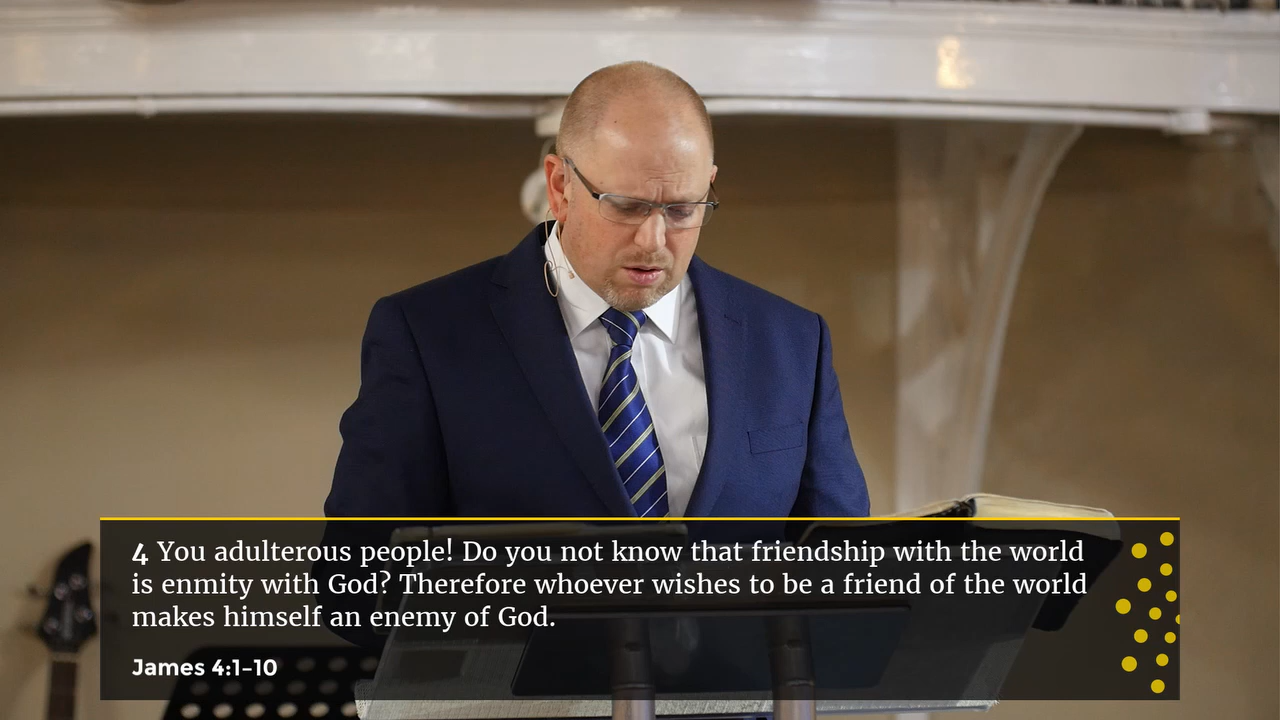 4 You adulterous people! Do you not know that friendship with the world
is enmity with God? Therefore whoever wishes to be a friend of the world
makes himself an enemy of God.
James 4:1–10